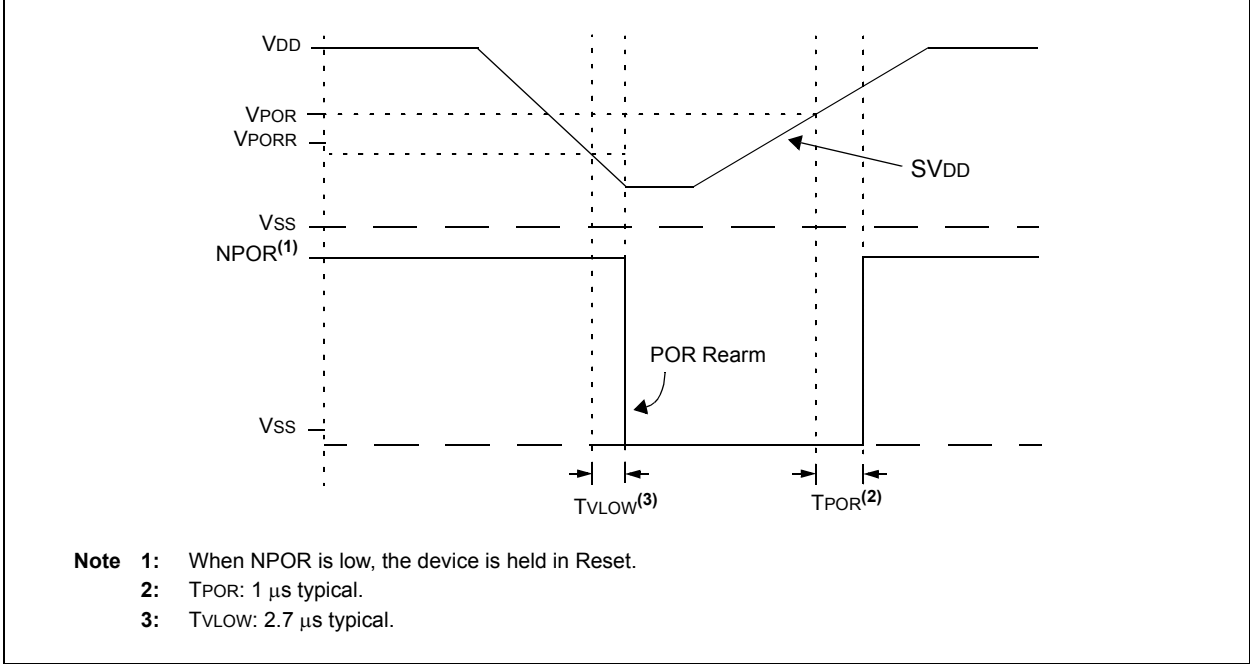 VDD
VPOR
VPORR
SVDD
VSS
NPOR(1)
POR Rearm
VSS
TVLOW(3)
TPOR(2)
Note 1: When NPOR is low, the device is held in Reset.
2: TPOR: 1 μs typical.
3: TVLOW: 2.7 μs typical.